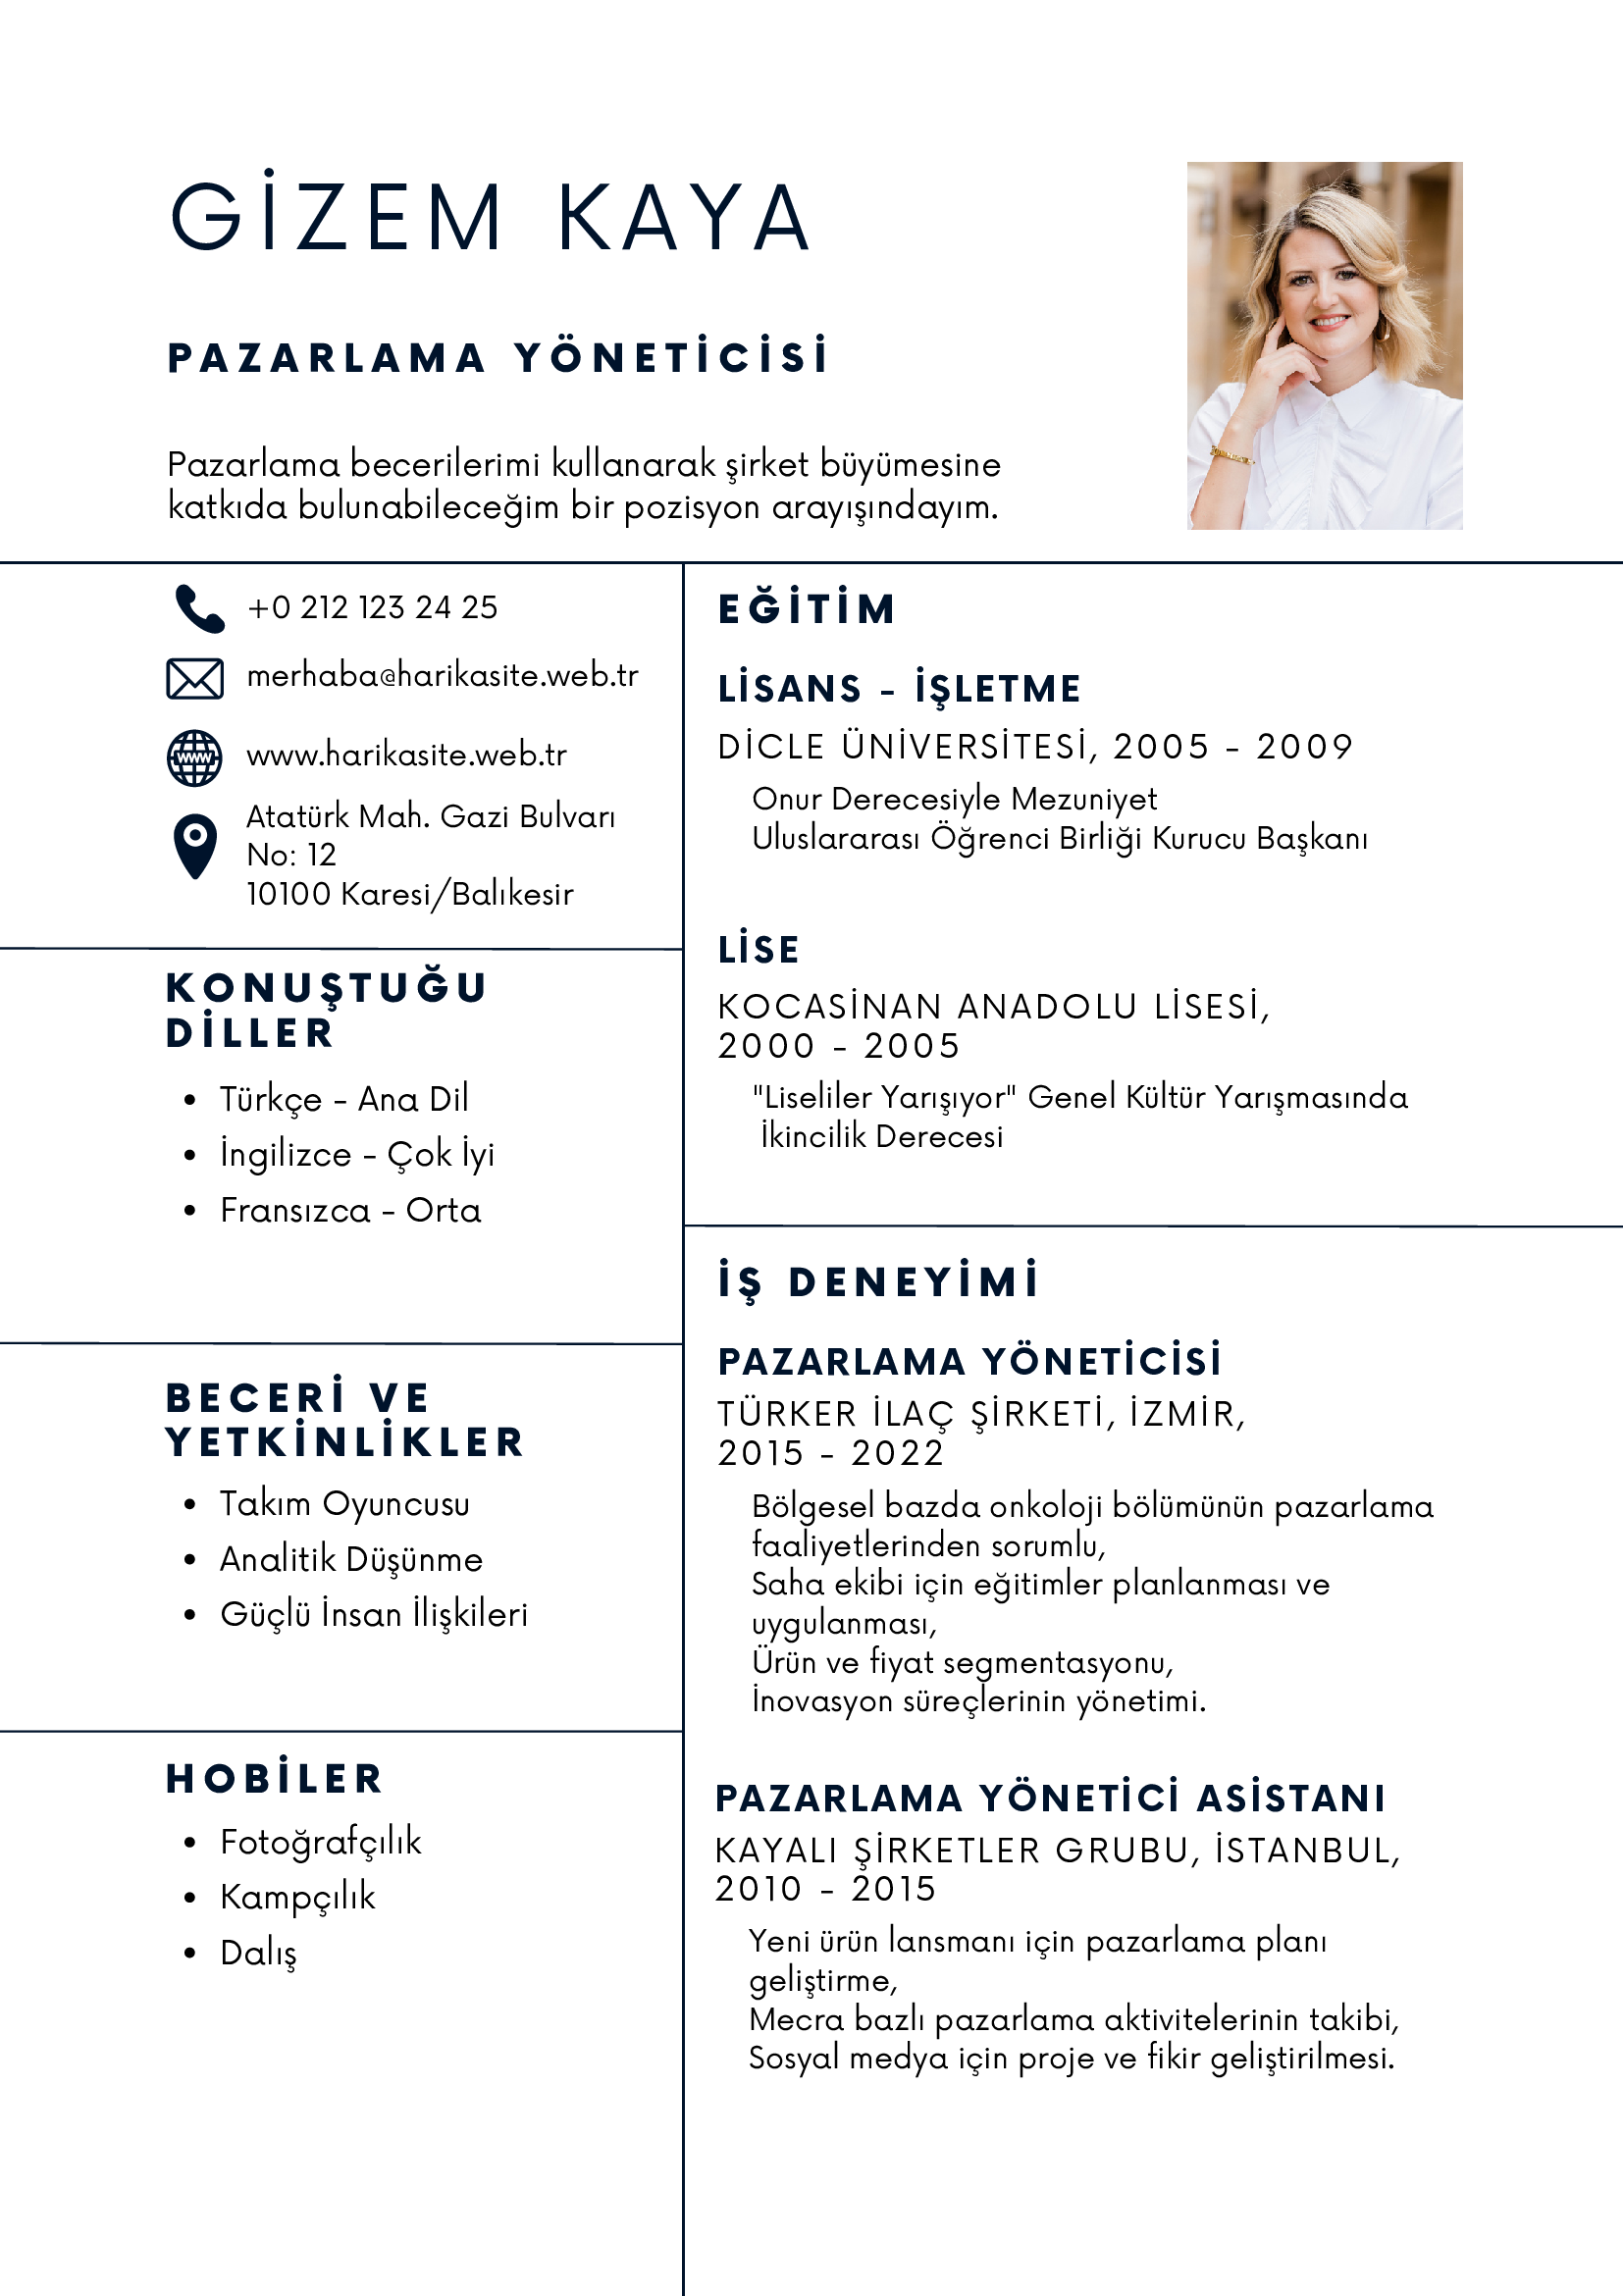 GİZEM KAYA
PAZARLAMA YÖNETİCİSİ
Pazarlama becerilerimi kullanarak şirket büyümesine
katkıda bulunabileceğim bir pozisyon arayışındayım.
+0 212 123 24 25
merhaba@harikasite.web.tr
www
www.harikasite.web.tr
Atatürk Mah. Gazi Bulvarı
No: 12
10100 Karesi/Balıkesir
KONUŞTUĞU
DİLLER
• Türkçe - Ana Dil
• İngilizce - Çok İyi
• Fransızca - Orta
BECERİ VE
YETKİNLİKLER
• Takım Oyuncusu
• Analitik Düşünme
• Güçlü İnsan İlişkileri
HOBİLER
• Fotoğrafçılık
• Kampçılık
• Dalış
EĞİTİM
LİSANS - İŞLETME
DİCLE ÜNİVERSİTESİ, 2005 - 2009
Onur Derecesiyle Mezuniyet
Uluslararası Öğrenci Birliği Kurucu Başkanı
LİSE
KOCASİNAN ANADOLU LİSESİ,
2000 - 2005
"Liseliler Yarışıyor" Genel Kültür Yarışmasında
İkincilik Derecesi
İŞ DENEYİMİ
PAZARLAMA YÖNETİCİSİ
TÜRKER İLAÇ ŞİRKETİ, İZMİR,
2015 - 2022
Bölgesel bazda onkoloji bölümünün pazarlama
faaliyetlerinden sorumlu,
Saha ekibi için eğitimler planlanması ve
uygulanması,
Ürün ve fiyat segmentasyonu,
İnovasyon süreçlerinin yönetimi.
PAZARLAMA YÖNETİCİ ASİSTANI
KAYALI ŞİRKETLER GRUBU, İSTANBUL,
2010 - 2015
Yeni ürün lansmanı için pazarlama planı
geliştirme,
Mecra bazlı pazarlama aktivitelerinin takibi,
Sosyal medya için proje ve fikir geliştirilmesi.